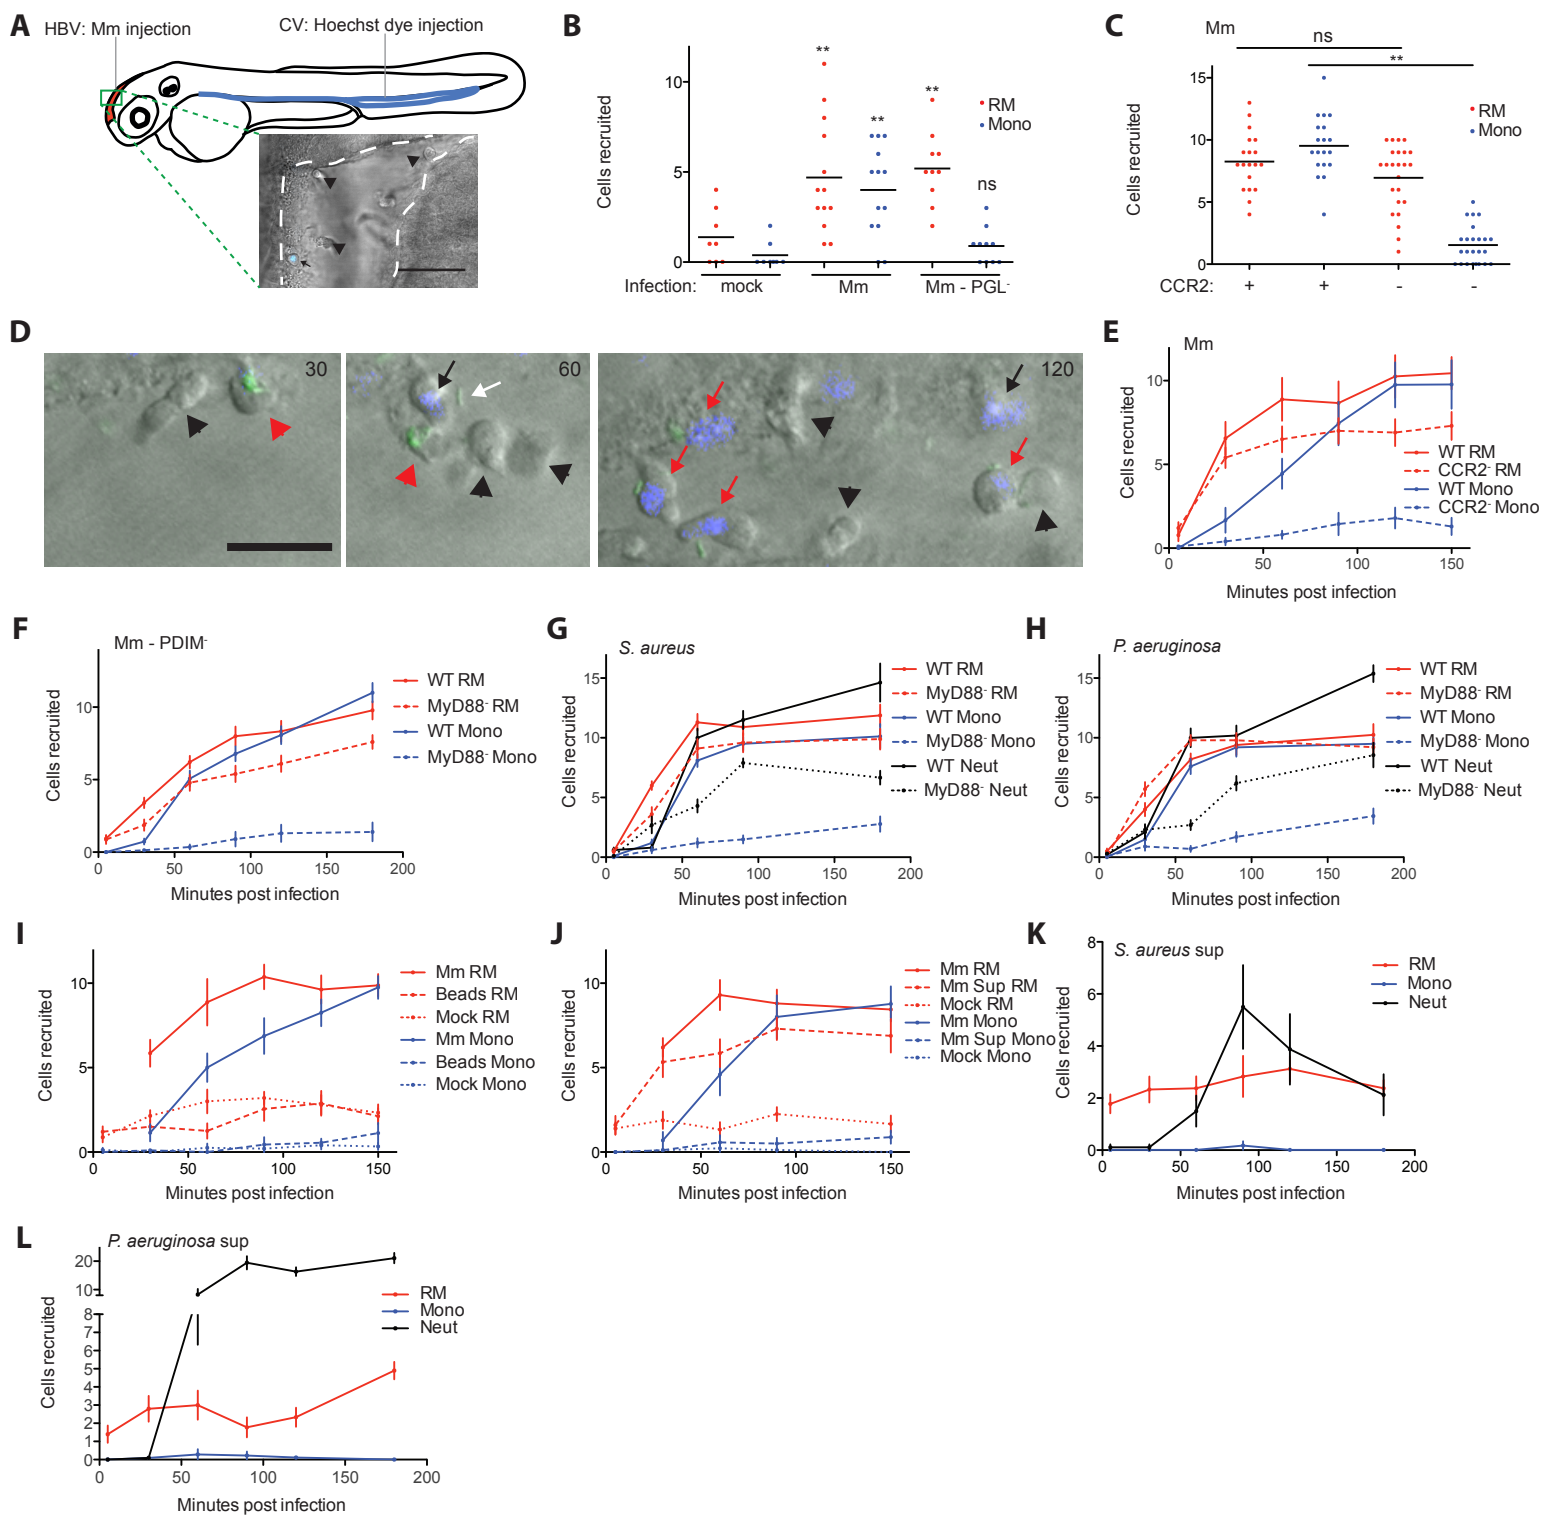 A
HBV: Mm injection
CV: Hoechst dye injection
B
Cells recruited
10
5
0
**
**
**
ns
RM
Mono
Infection:
mock
Mm
Mm - PGL-
C
Mm
ns
**
Cells recruited
15
10
5
0
RM
Mono
CCR2:
+
+
-
-
D
30
60
120
E
Mm
Cells recruited
10
5
0
0
50
100
150
Minutes post infection
WT RM
CCR2- RM
WT Mono
CCR2- Mono
F
Mm - PDIM-
Cells recruited
10
5
0
0
50
100
150
200
Minutes post infection
WT RM
MyD88- RM
WT Mono
MyD88- Mono
G
S. aureus
Cells recruited
15
10
5
0
0
50
100
150
200
Minutes post infection
WT RM
MyD88- RM
WT Mono
MyD88- Mono
WT Neut
MyD88- Neut
H
P. aeruginosa
Cells recruited
15
10
5
0
0
50
100
150
200
Minutes post infection
WT RM
MyD88- RM
WT Mono
MyD88- Mono
WT Neut
MyD88- Neut
I
Cells recruited
10
5
0
0
50
100
150
Minutes post infection
Mm RM
Beads RM
Mock RM
Mm Mono
Beads Mono
Mock Mono
J
Cells recruited
10
5
0
0
50
100
150
Minutes post infection
Mm RM
Mm Sup RM
Mock RM
Mm Mono
Mm Sup Mono
Mock Mono
K
S. aureus sup
Cells recruited
8
6
4
2
0
0
50
100
150
200
Minutes post infection
RM
Mono
Neut
L
P. aeruginosa sup
Cells recruited
20
10
8
7
6
5
4
3
2
1
0
0
50
100
150
200
Minutes post infection
RM
Mono
Neut